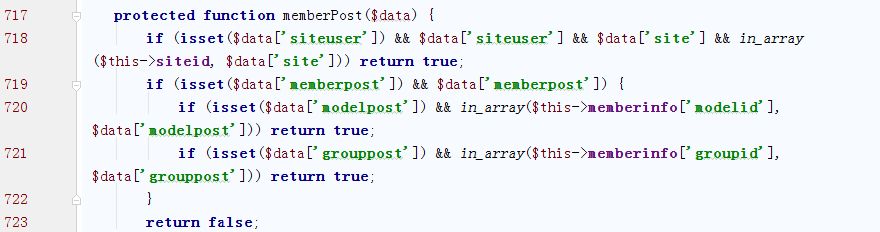 717 protected function memberPost($data) {
718 if (isset($data['siteuser']) && $data['siteuser'] && $data['site'] && in_array
($this->siteid, $data['site'])) return true;
719 if (isset($data['memberpost']) && $data['memberpost']) {
720 if (isset($data['modelpost']) && in_array($this->memberinfo['modelid'],
$data['modelpost'])) return true;
721 if (isset($data['grouppost']) && in_array($this->memberinfo['groupid'],
$data['grouppost'])) return true;
722 }
723 return false;